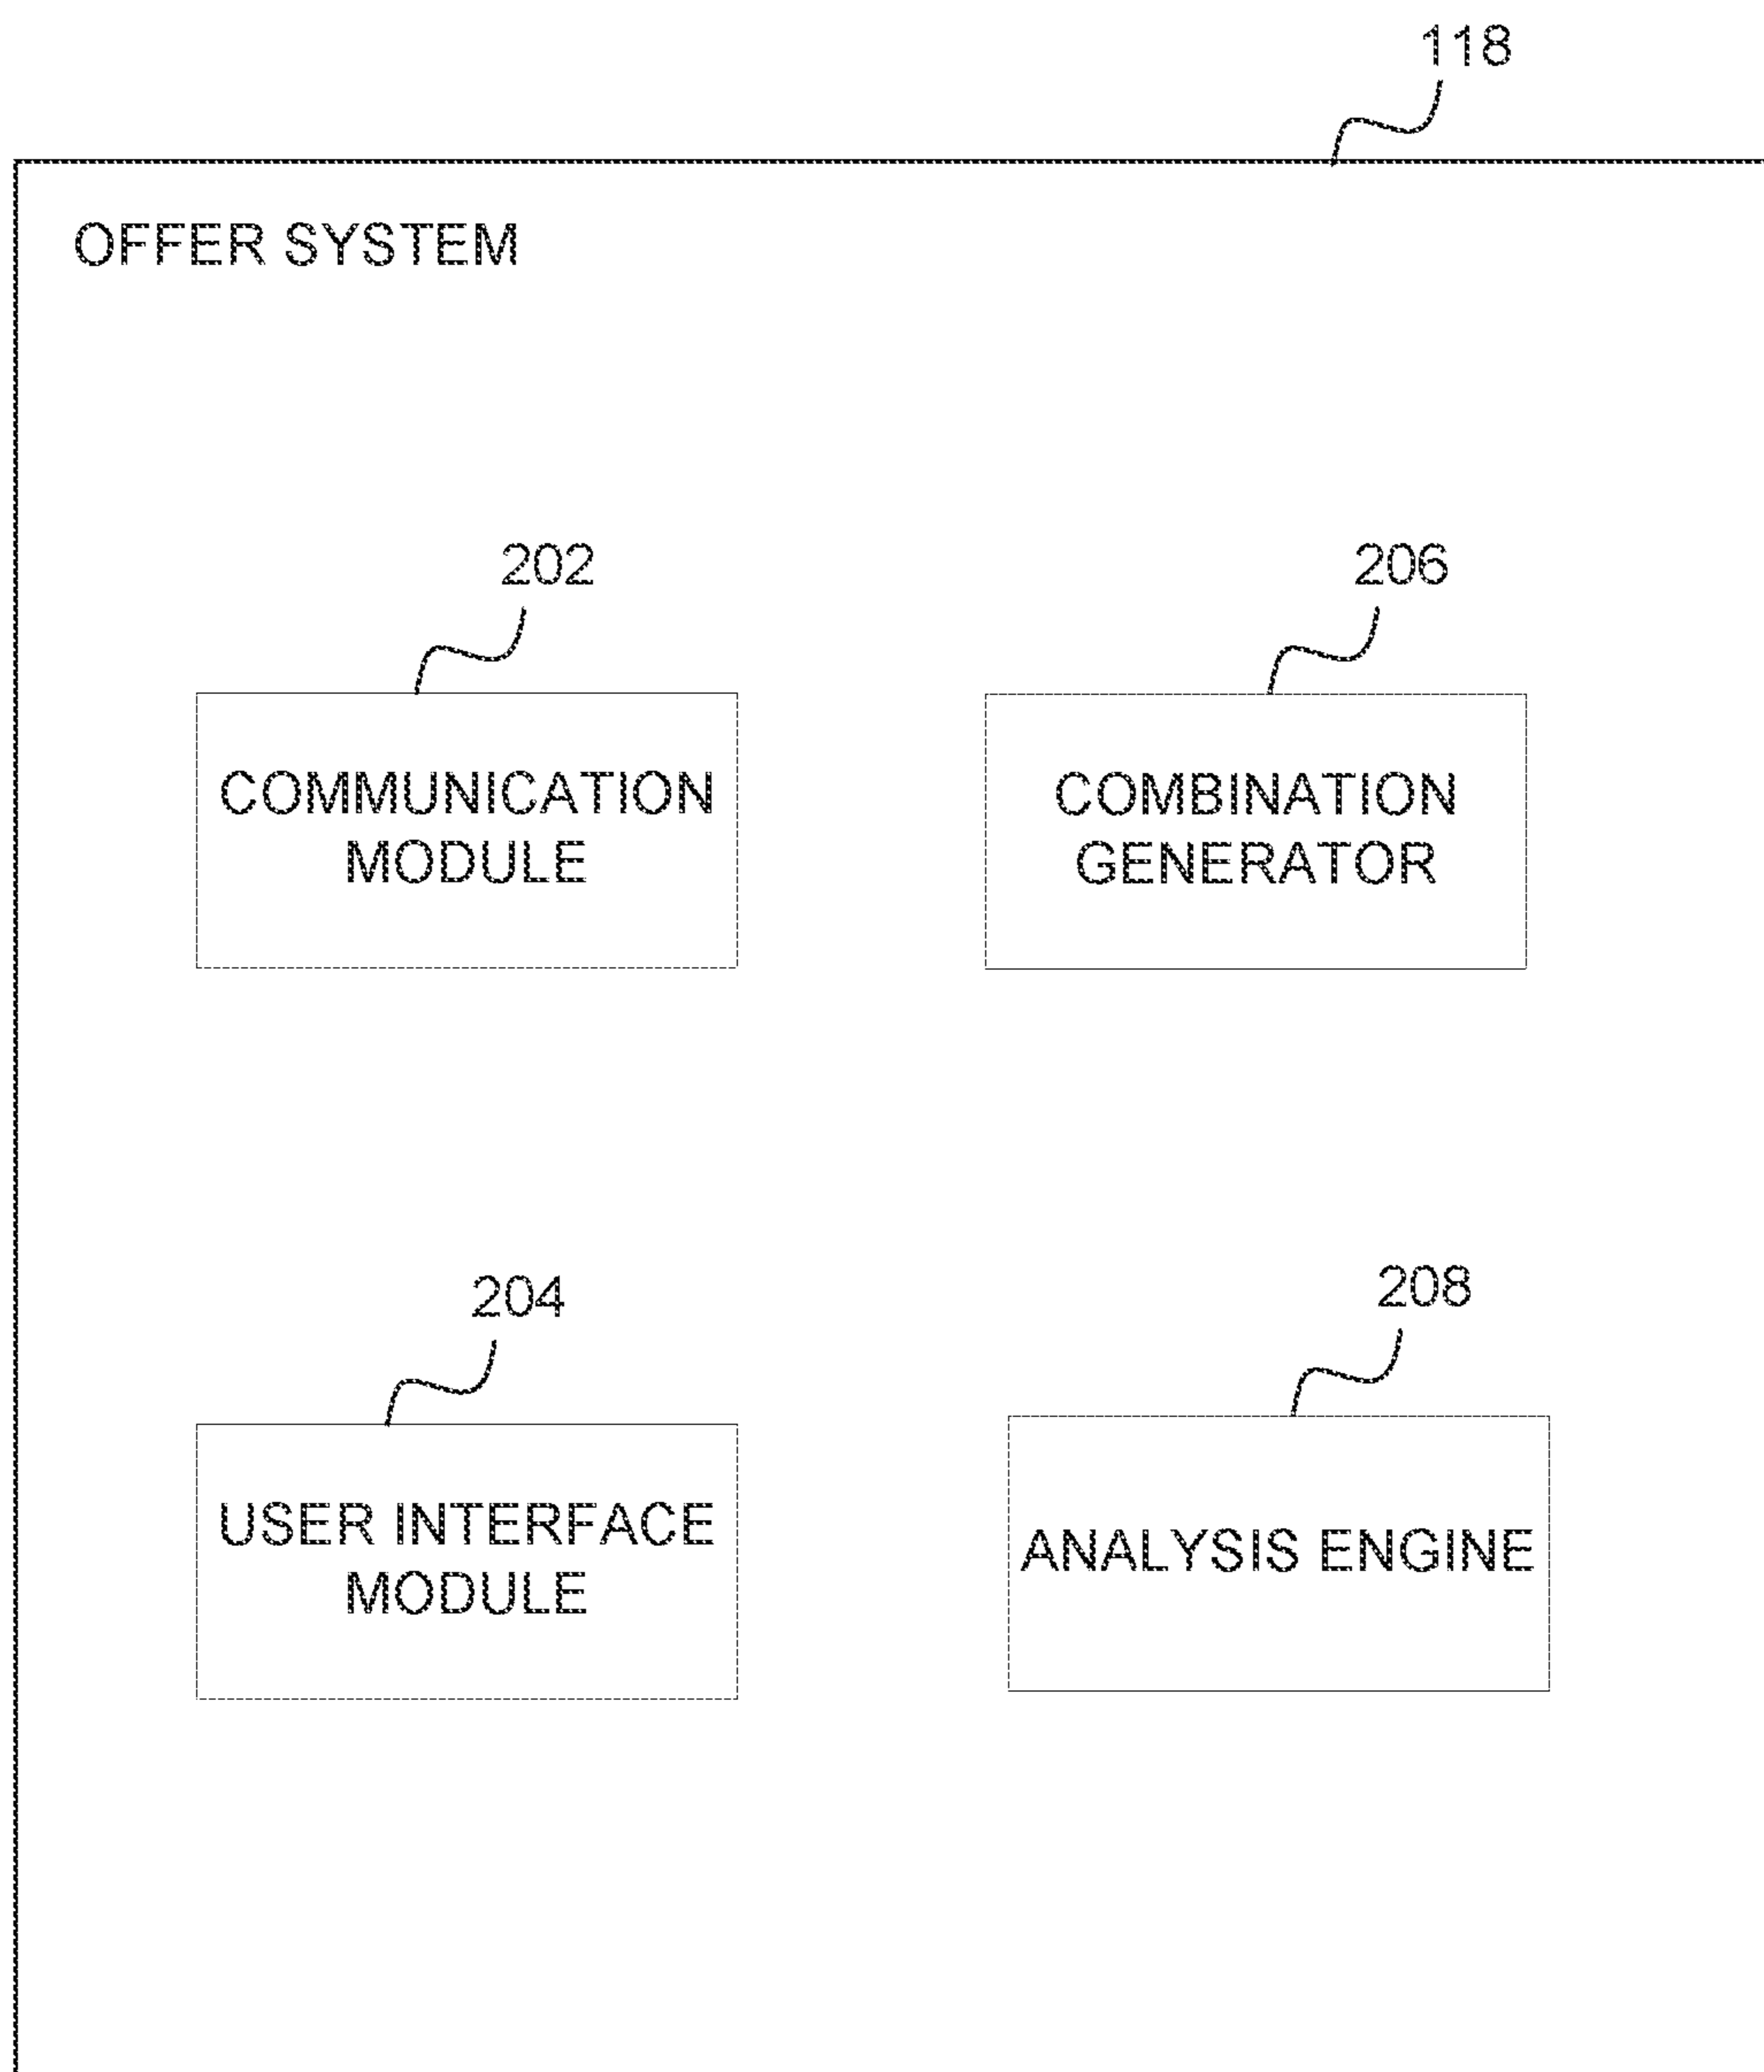 118
OFFER SYSTEM
202
COMMUNICATION
MODULE
206
COMBINATION
GENERATOR
204
USER INTERFACE
MODULE
208
ANALYSIS ENGINE